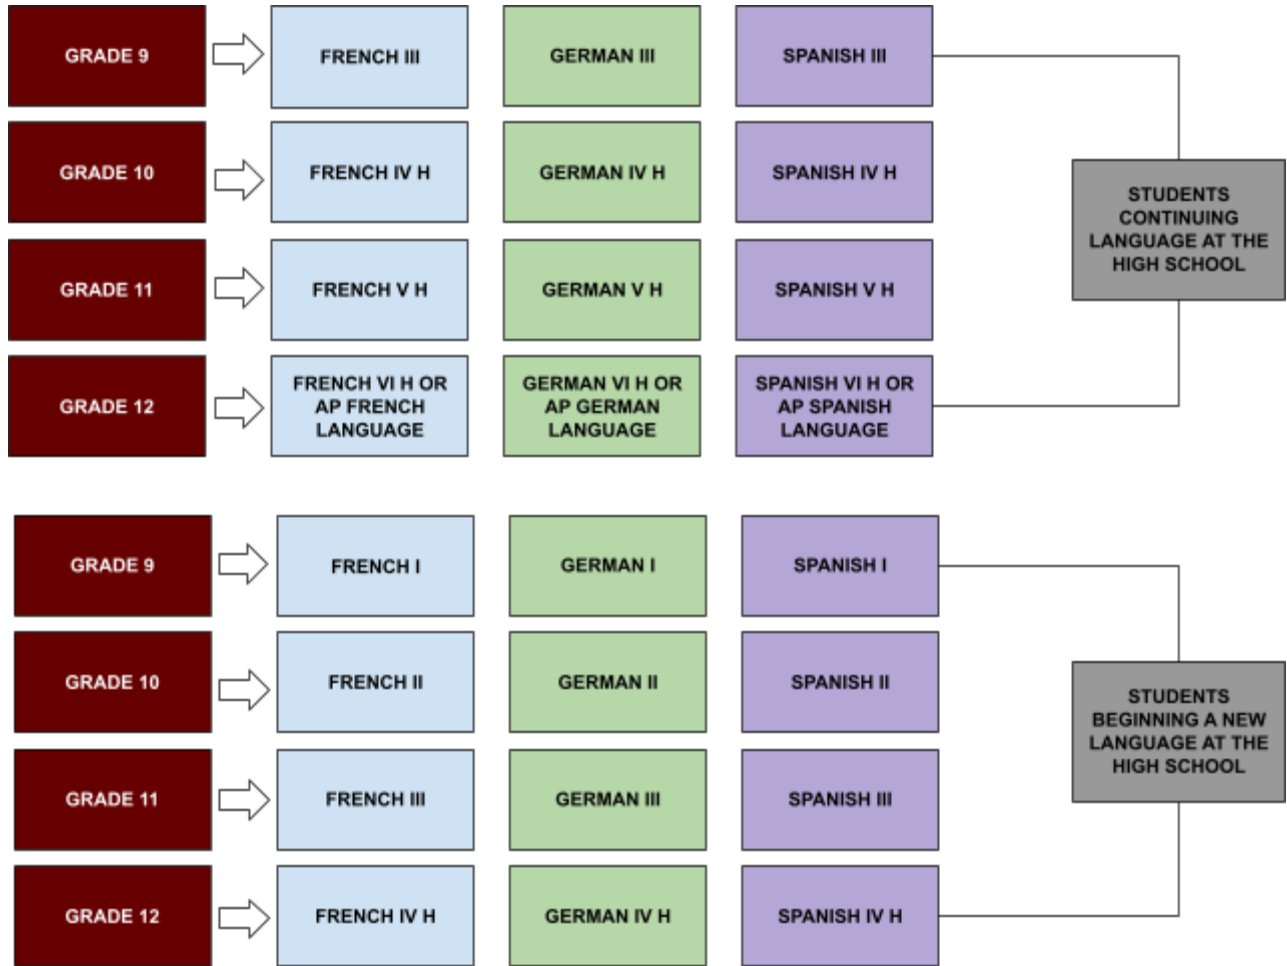 GRADE 9
FRENCH III
GERMAN III
SPANISH III
GRADE 10
FRENCH IV H
GERMAN IV H
SPANISH IV H
STUDENTS
CONTINUING
LANGUAGE AT THE
HIGH SCHOOL
GRADE 11
FRENCH V H
GERMAN V H
SPANISH V H
GRADE 12
FRENCH VI H OR
AP FRENCH
LANGUAGE
GERMAN VI H OR
AP GERMAN
LANGUAGE
SPANISH VI H OR
AP SPANISH
LANGUAGE
GRADE 9
FRENCH I
GERMAN I
SPANISH I
GRADE 10
FRENCH II
GERMAN II
SPANISH II
STUDENTS
BEGINNING A NEW
LANGUAGE AT THE
HIGH SCHOOL
GRADE 11
FRENCH III
GERMAN III
SPANISH III
GRADE 12
FRENCH IV H
GERMAN IV H
SPANISH IV H